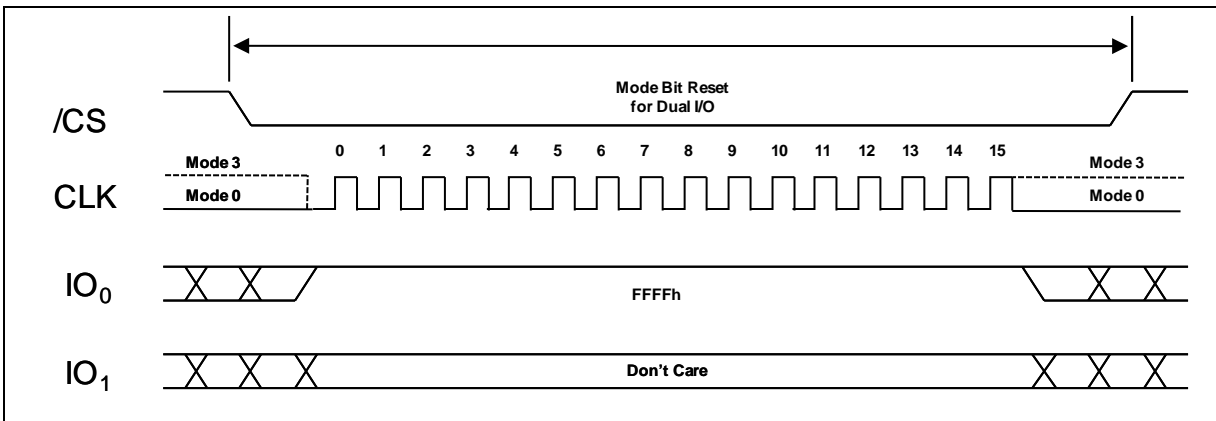 Mode Bit Reset
for Dual I/O
/CS
0 1 2 3 4 5 6 7 8 9 10 11 12 13 14 15
Mode 3 Mode 3
CLK Mode 0 Mode 0
IO0 FFFFh
IO1 Don't Care